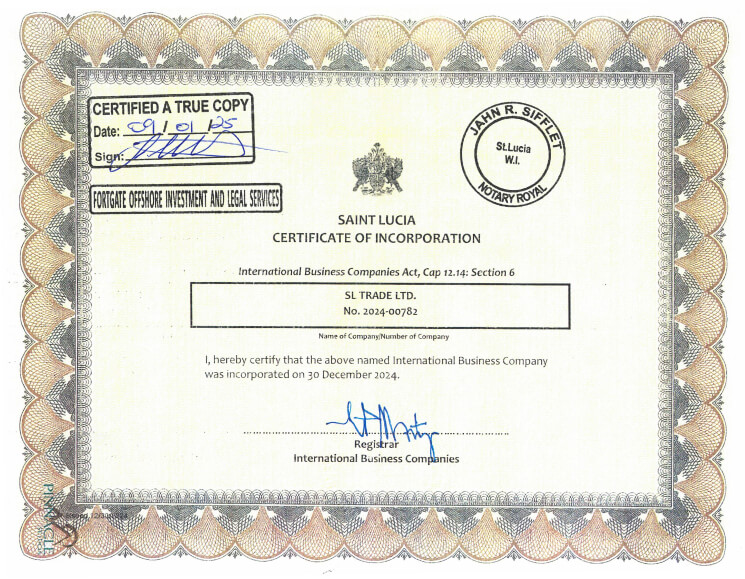 CERTIFIED A TRUE COPY
Date: 09 / 01 / 25
Sign:
FORTGATE OFFSHORE INVESTMENT AND LEGAL SERVICES
JAHN R. SIFFLET
St.Lucia
W.I.
NOTARY ROYAL
SAINT LUCIA
CERTIFICATE OF INCORPORATION
International Business Companies Act, Cap 12.14: Section 6
SL TRADE LTD.
No. 2024-00782
Name of Company/Number of Company
I, hereby certify that the above named International Business Company
was incorporated on 30 December 2024.
Registrar
International Business Companies
PINNACLE